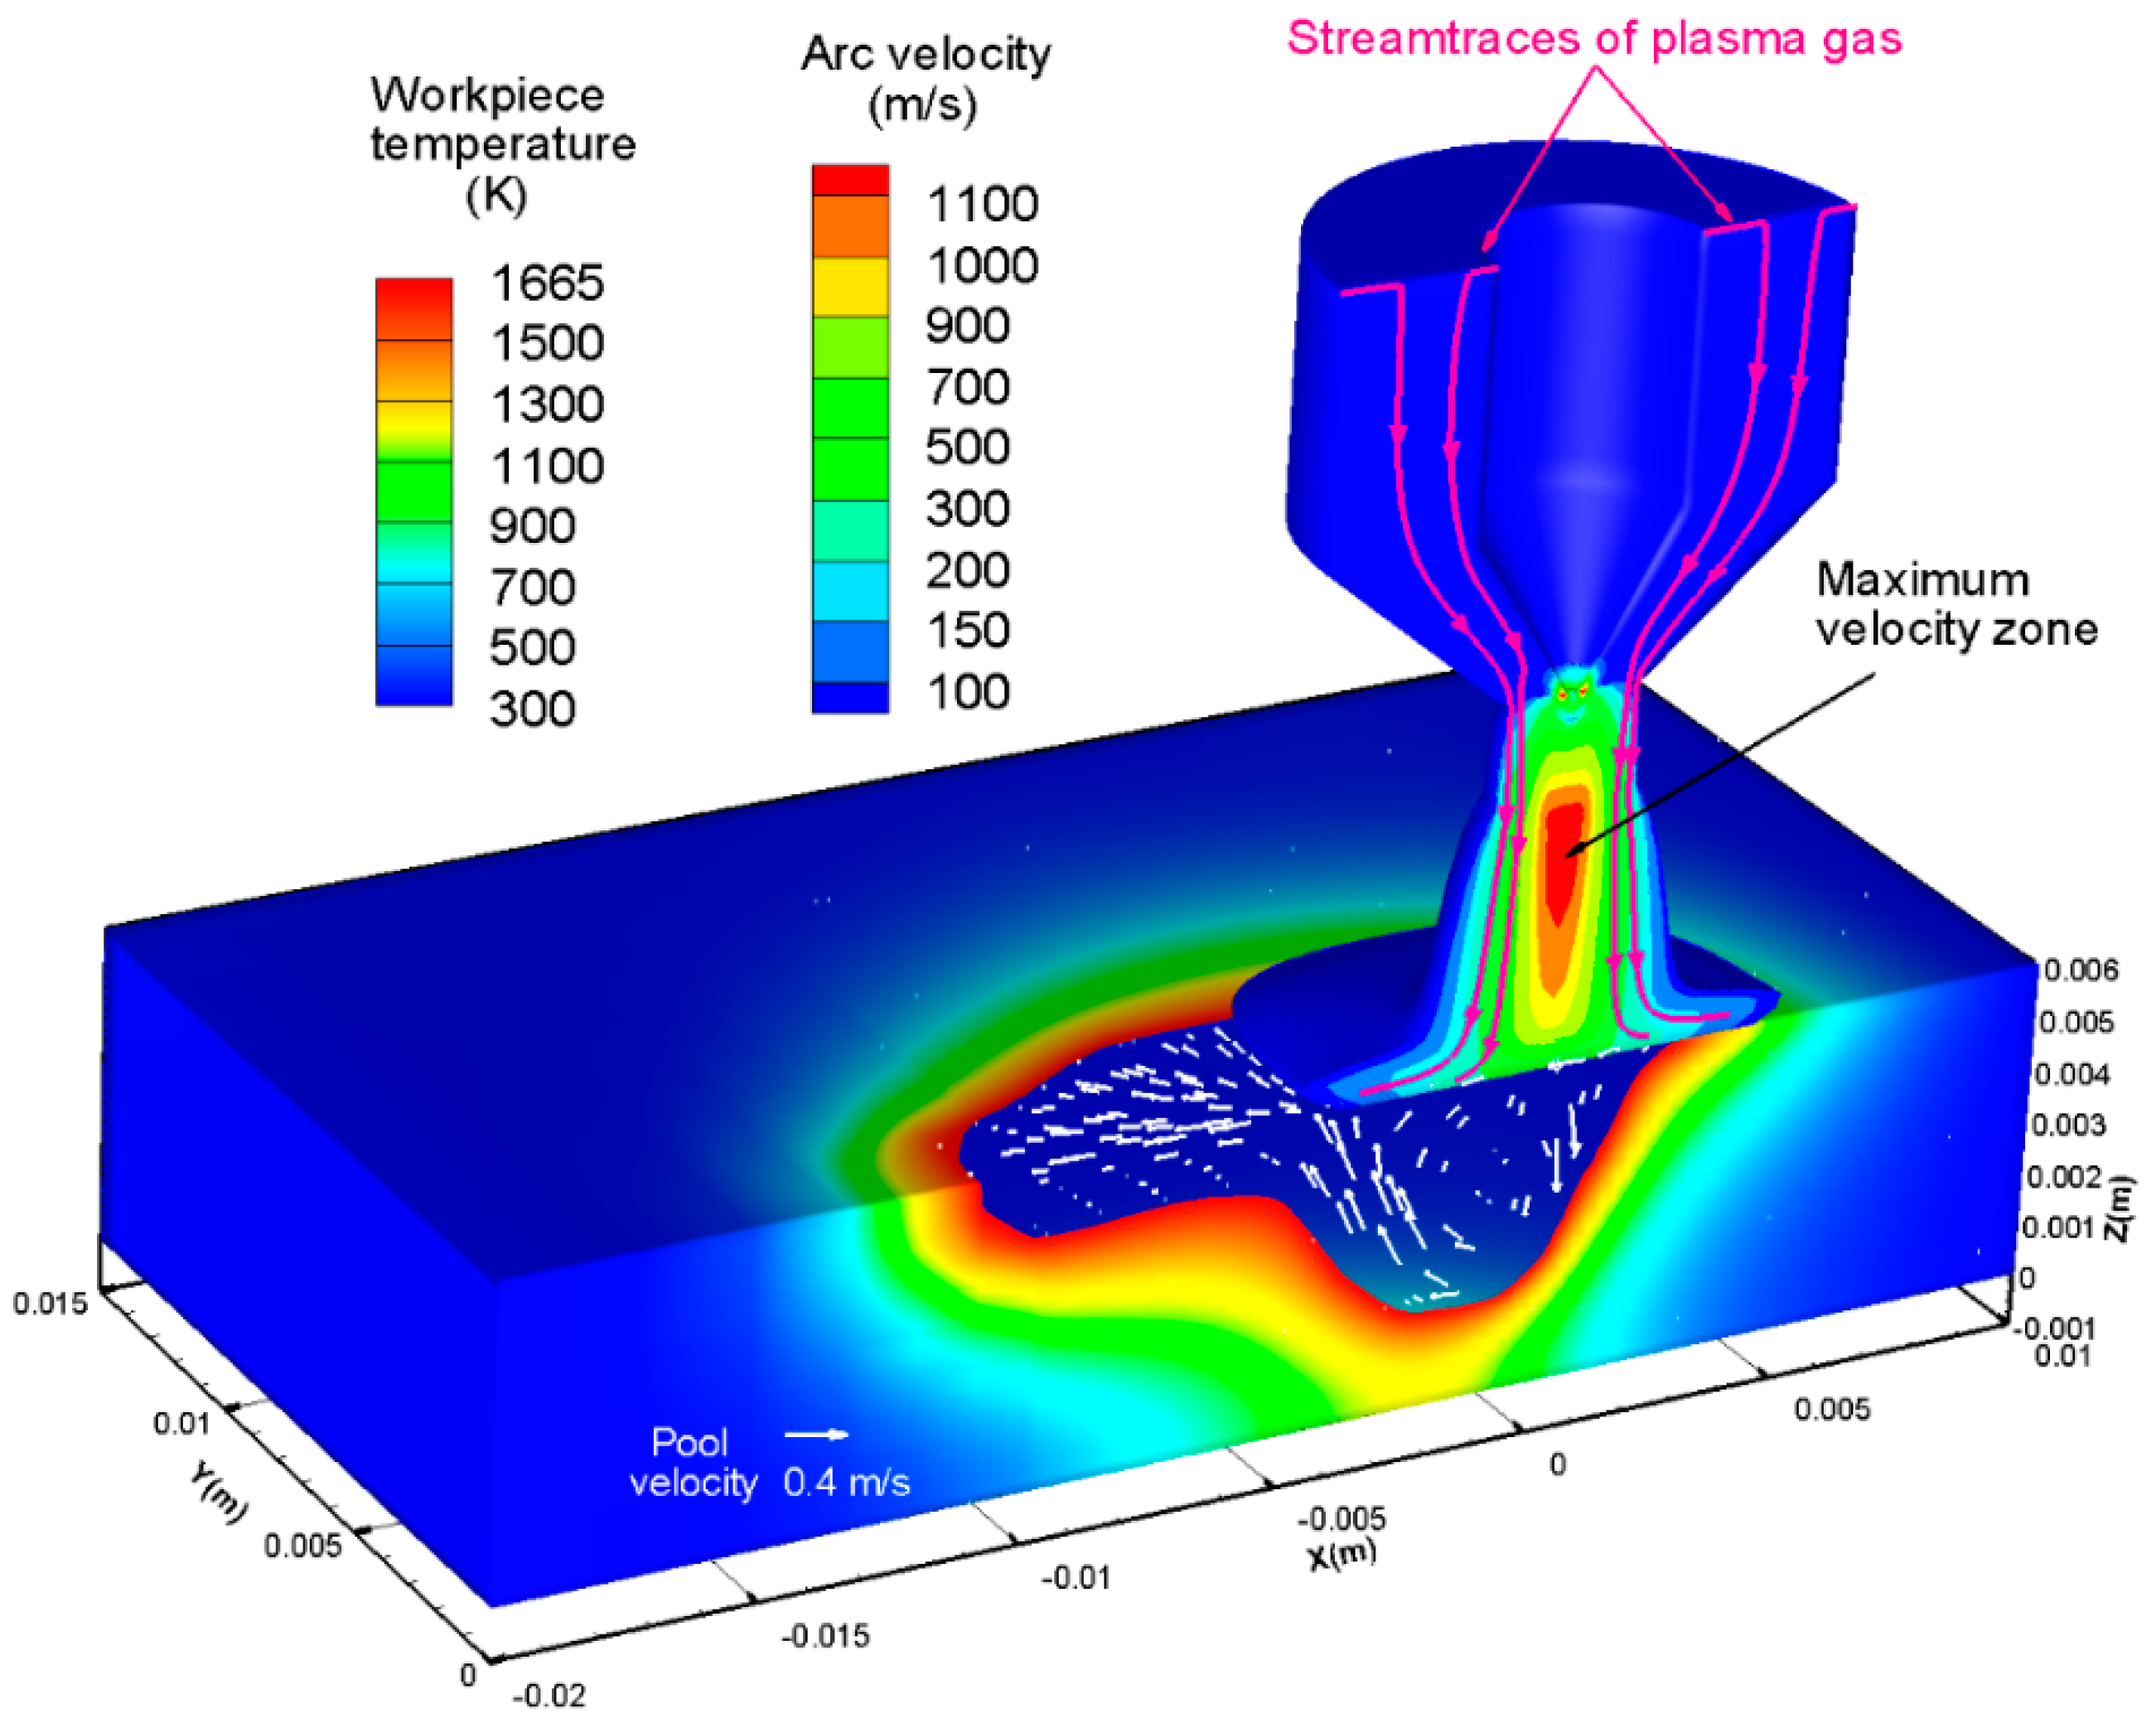 Streamtraces of plasma gas
Arc velocity
(m/s)
Workpiece
temperature
(K)
1665
1500
1300
1100
900
700
500
300
1100
1000
900
700
500
300
200
150
100
Maximum
velocity zone
0.006
0.005
0.004
0.003
0.002
0.001
0
-0.001
Z(m)
0.01
0.005
0
-0.005
-0.01
-0.015
-0.02
X(m)
0.015
0.01
0.005
0
Y(m)
Pool
velocity 0.4 m/s